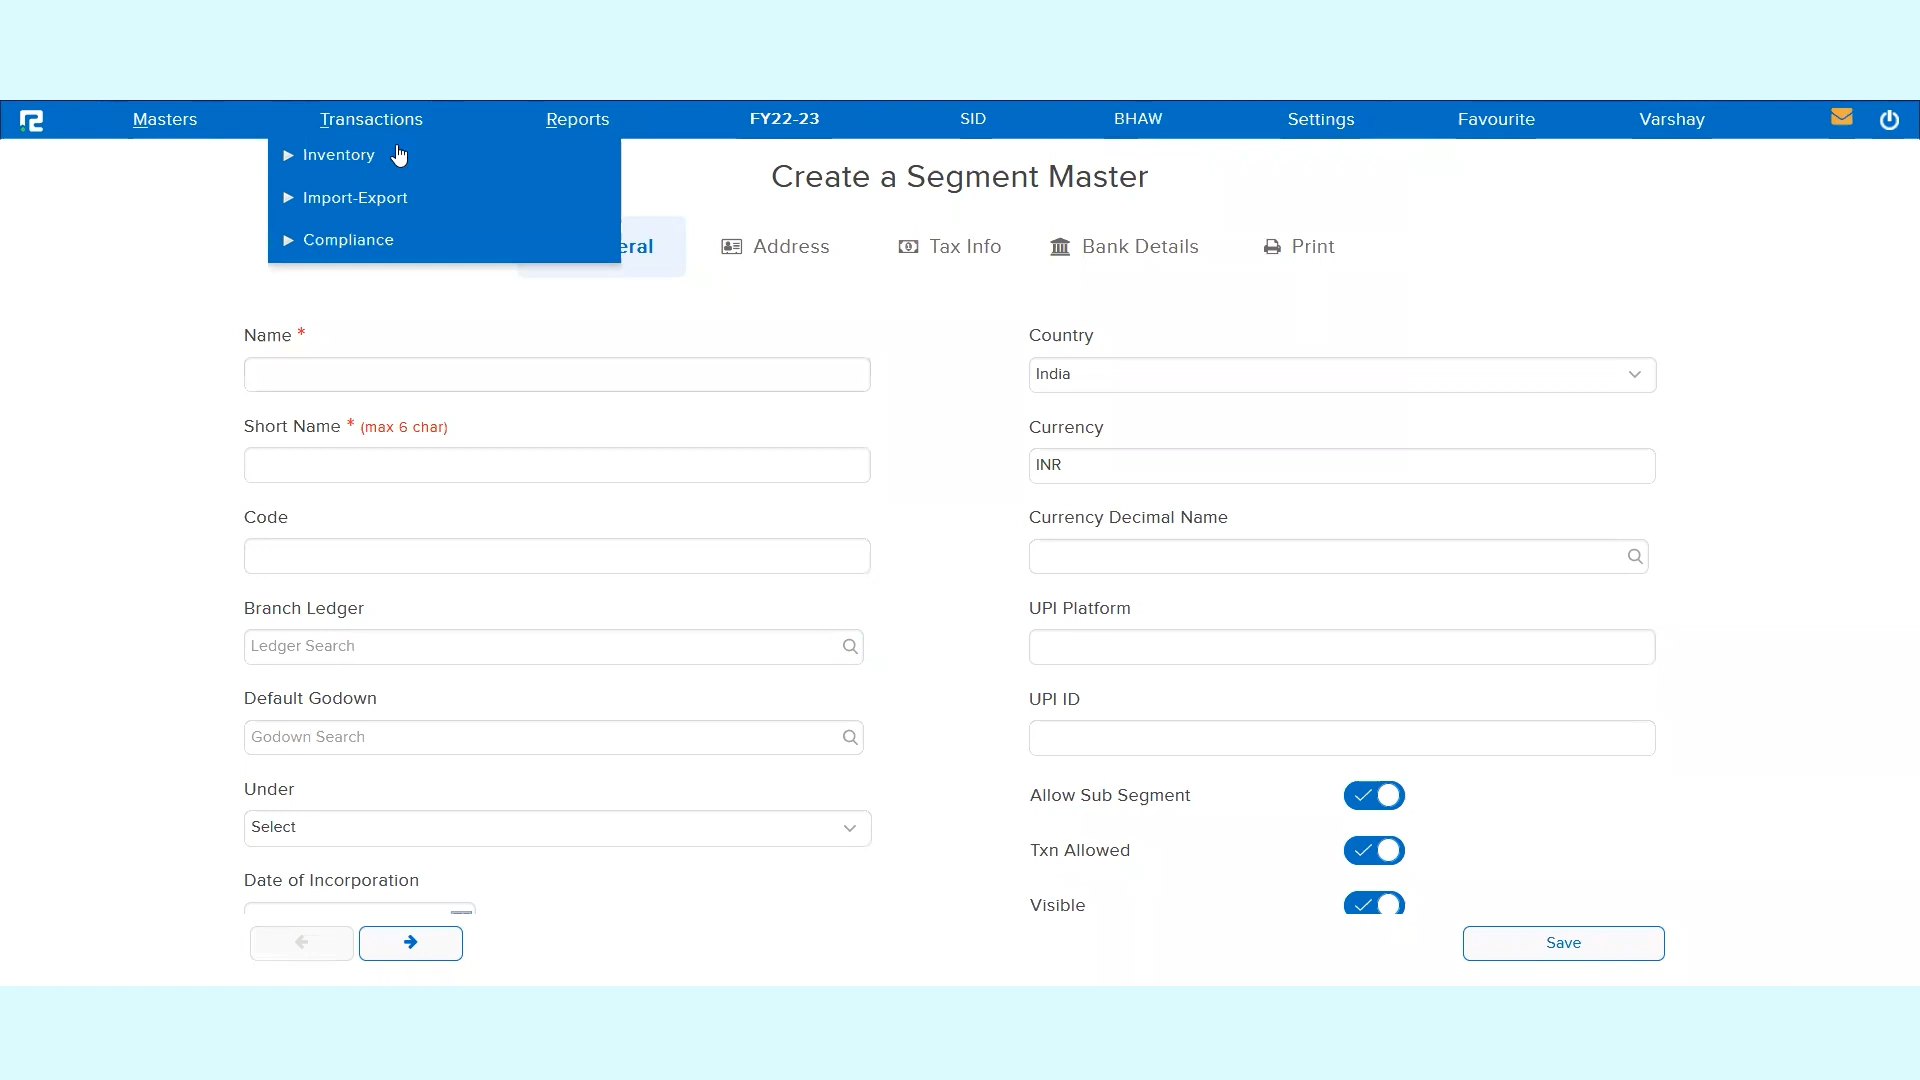 Masters Transactions Reports FY22-23 SID BHAW Settings Favourite Varshay
Inventory
Import-Export
Compliance
Create a Segment Master
eral Address Tax Info Bank Details Print
Name *
Country
India
Short Name * (max 6 char)
Currency
INR
Code
Currency Decimal Name
Branch Ledger
Ledger Search
UPI Platform
Default Godown
Godown Search
UPI ID
Under
Select
Allow Sub Segment
Txn Allowed
Date of Incorporation
Visible
Save